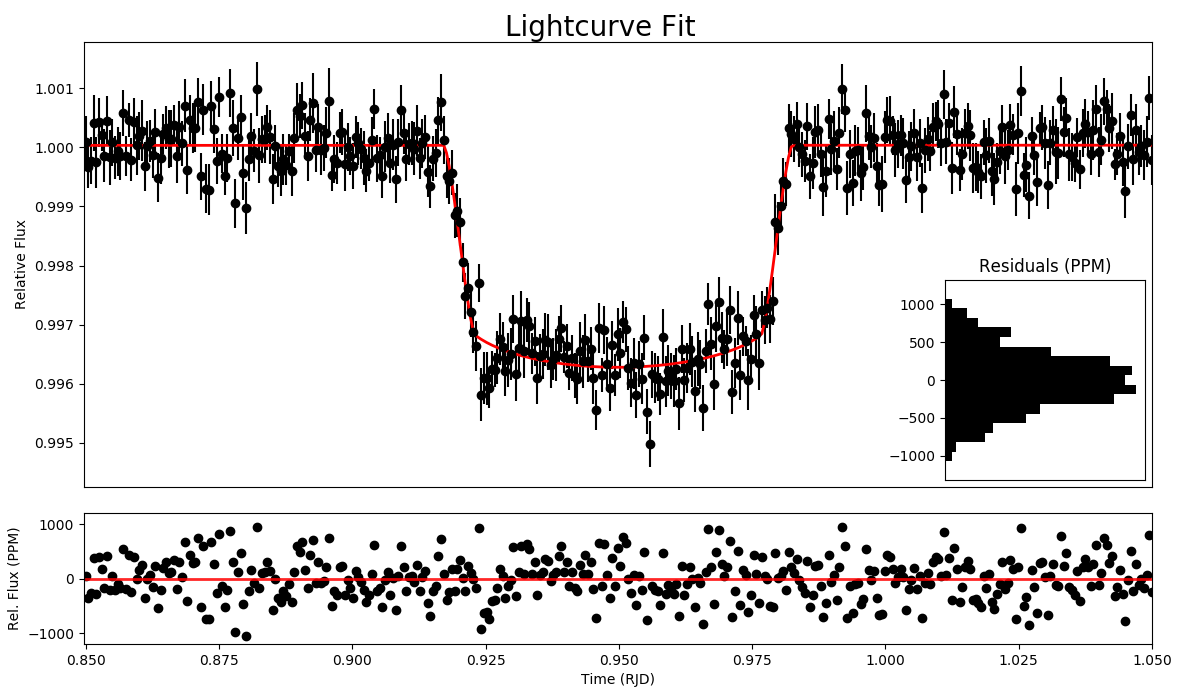 Lightcurve Fit
Relative Flux
1.001
1.000
0.999
0.998
0.997
0.996
0.995
Residuals (PPM)
1000
500
0
−500
−1000
Rel. Flux (PPM)
1000
0
−1000
0.850 0.875 0.900 0.925 0.950 0.975 1.000 1.025 1.050
Time (RJD)